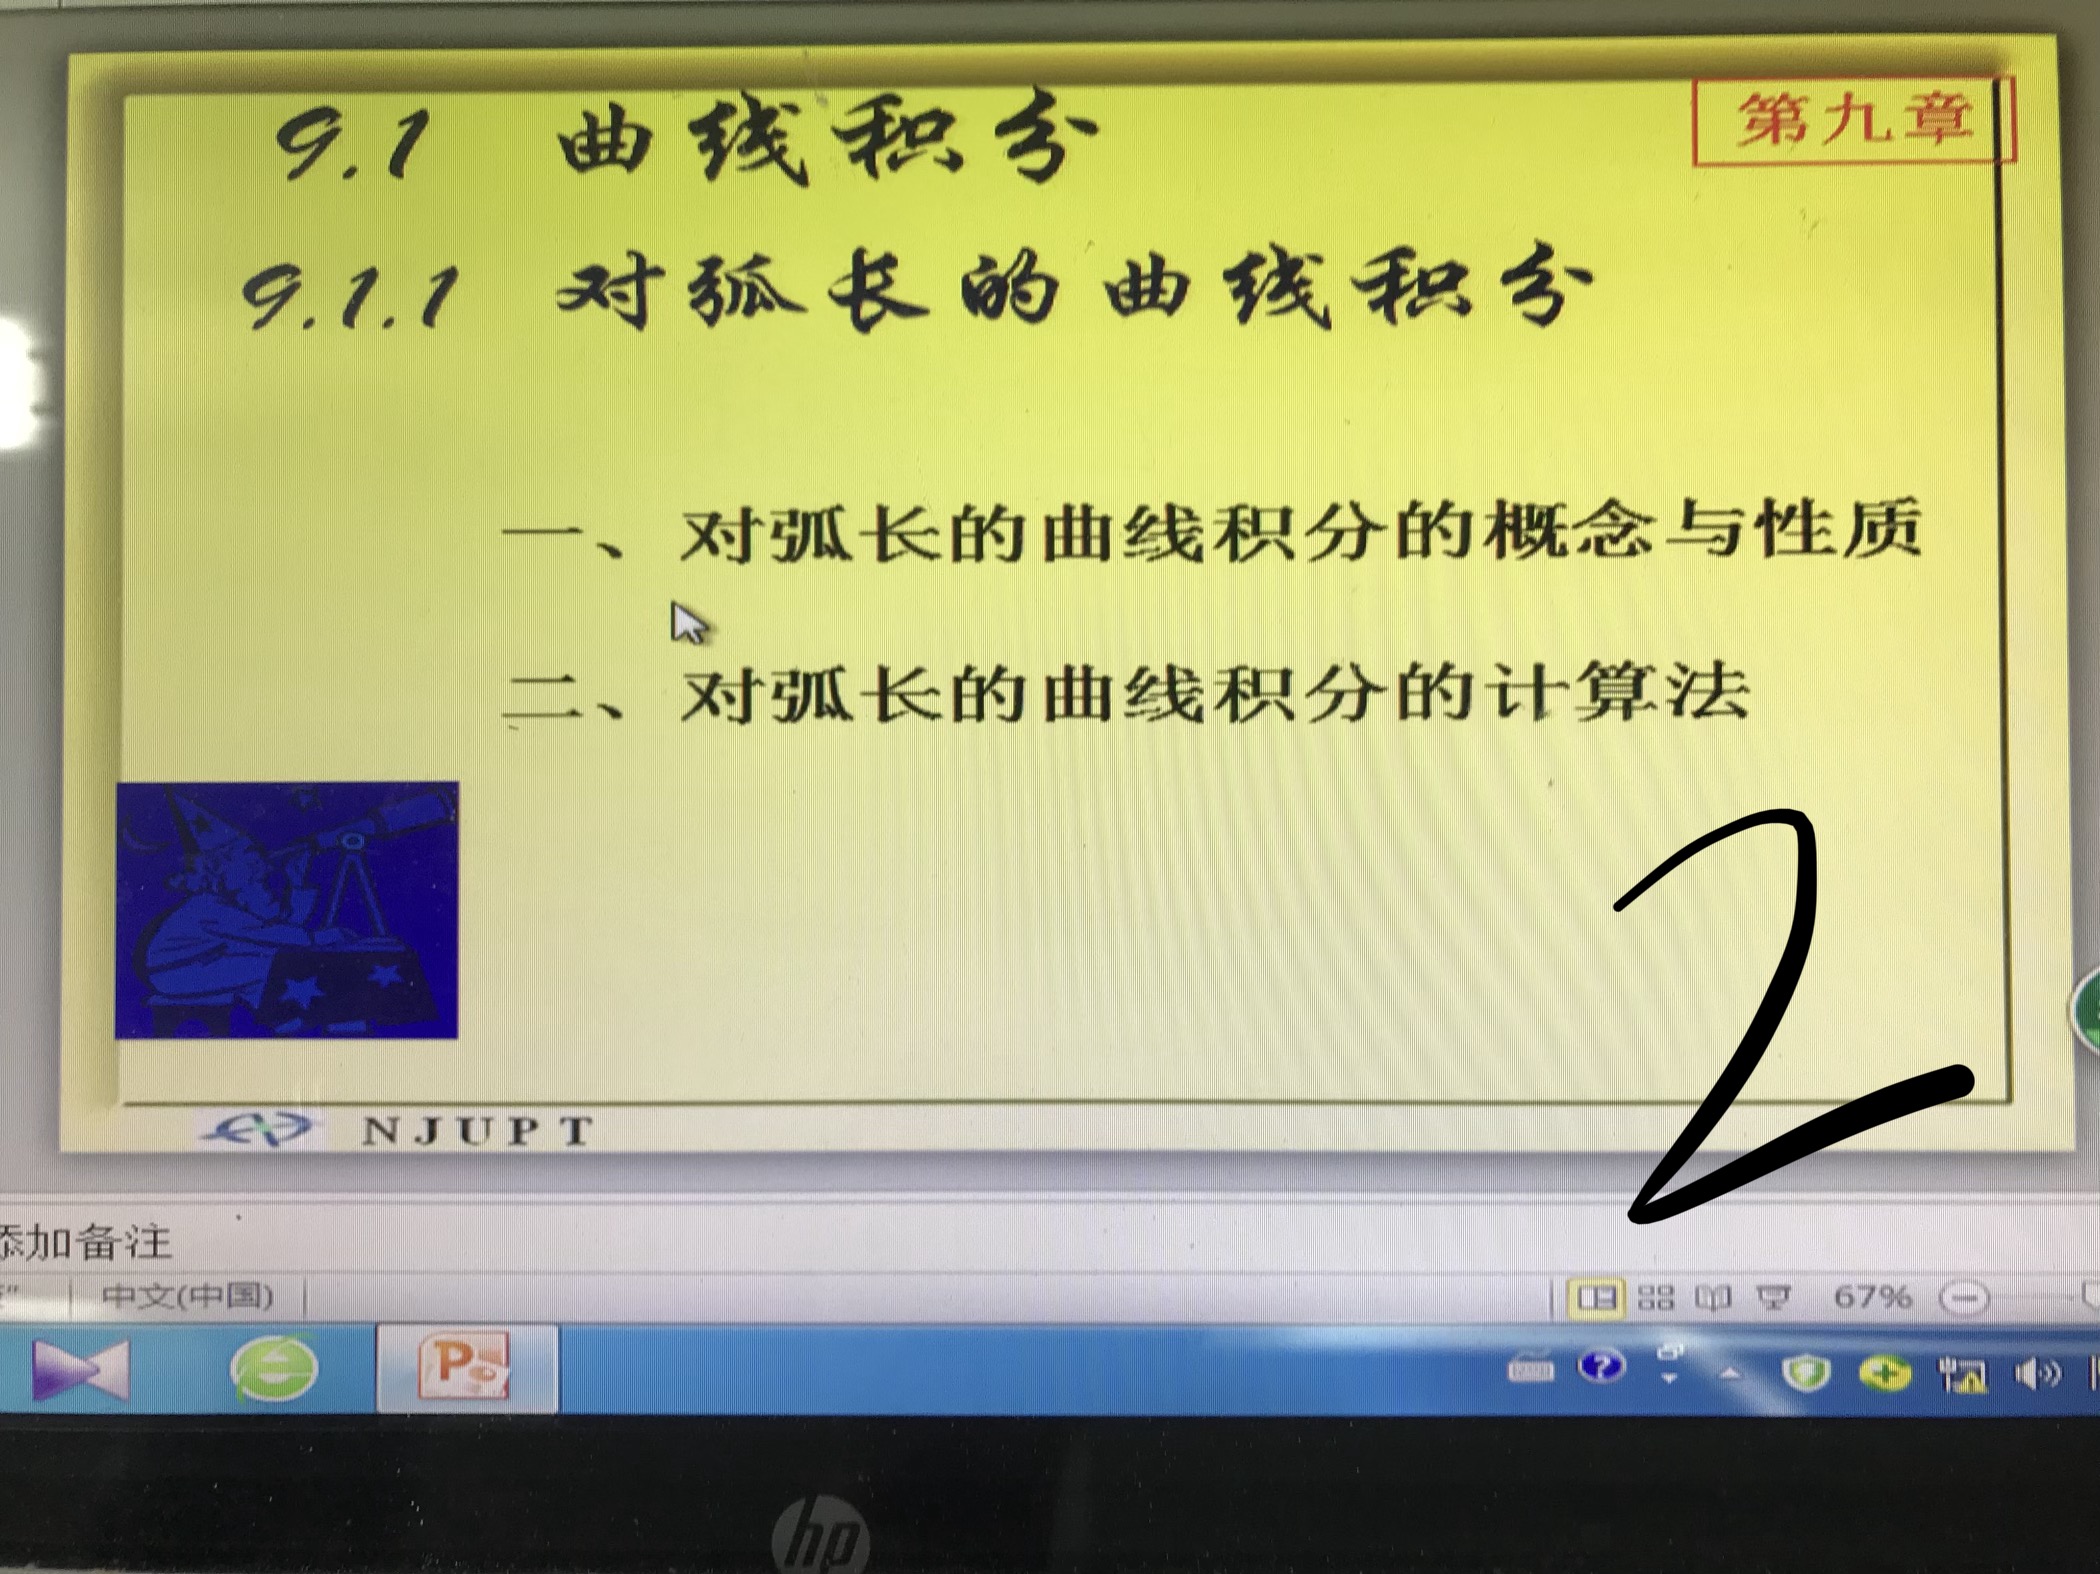 9.1 曲线积分
第九章
9.1.1 对弧长的曲线积分
一、对弧长的曲线积分的概念与性质
二、对弧长的曲线积分的计算法
2
NJUPT
添加备注
中文(中国)
67%
hp